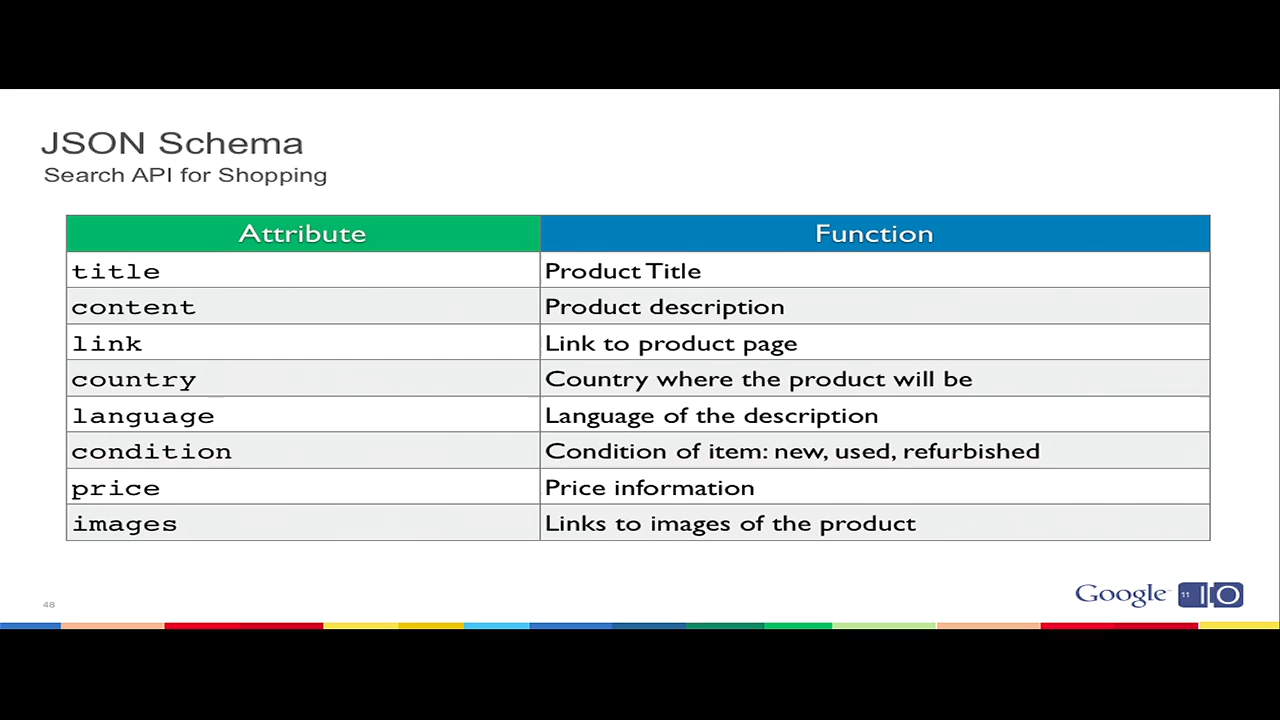 JSON Schema
Search API for Shopping
Attribute Function
title Product Title
content Product description
link Link to product page
country Country where the product will be
language Language of the description
condition Condition of item: new, used, refurbished
price Price information
images Links to images of the product
48
Google 11 IO